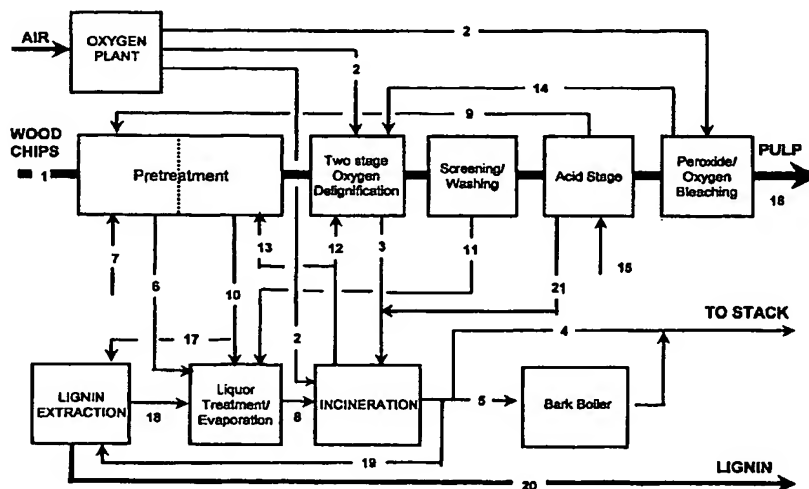 AIR
OXYGEN
PLANT
2
2
14
9
WOOD
CHIPS
1
Pretreatment
Two stage
Oxygen
Delignification
Screening/
Washing
Acid Stage
Peroxide/
Oxygen
Bleaching
PULP
16
7
6
10
13
12
3
11
21
15
2
17
4
TO STACK
LIGNIN
EXTRACTION
18
Liquor
Treatment/
Evaporation
8
INCINERATION
5
Bark Boiler
19
20
LIGNIN